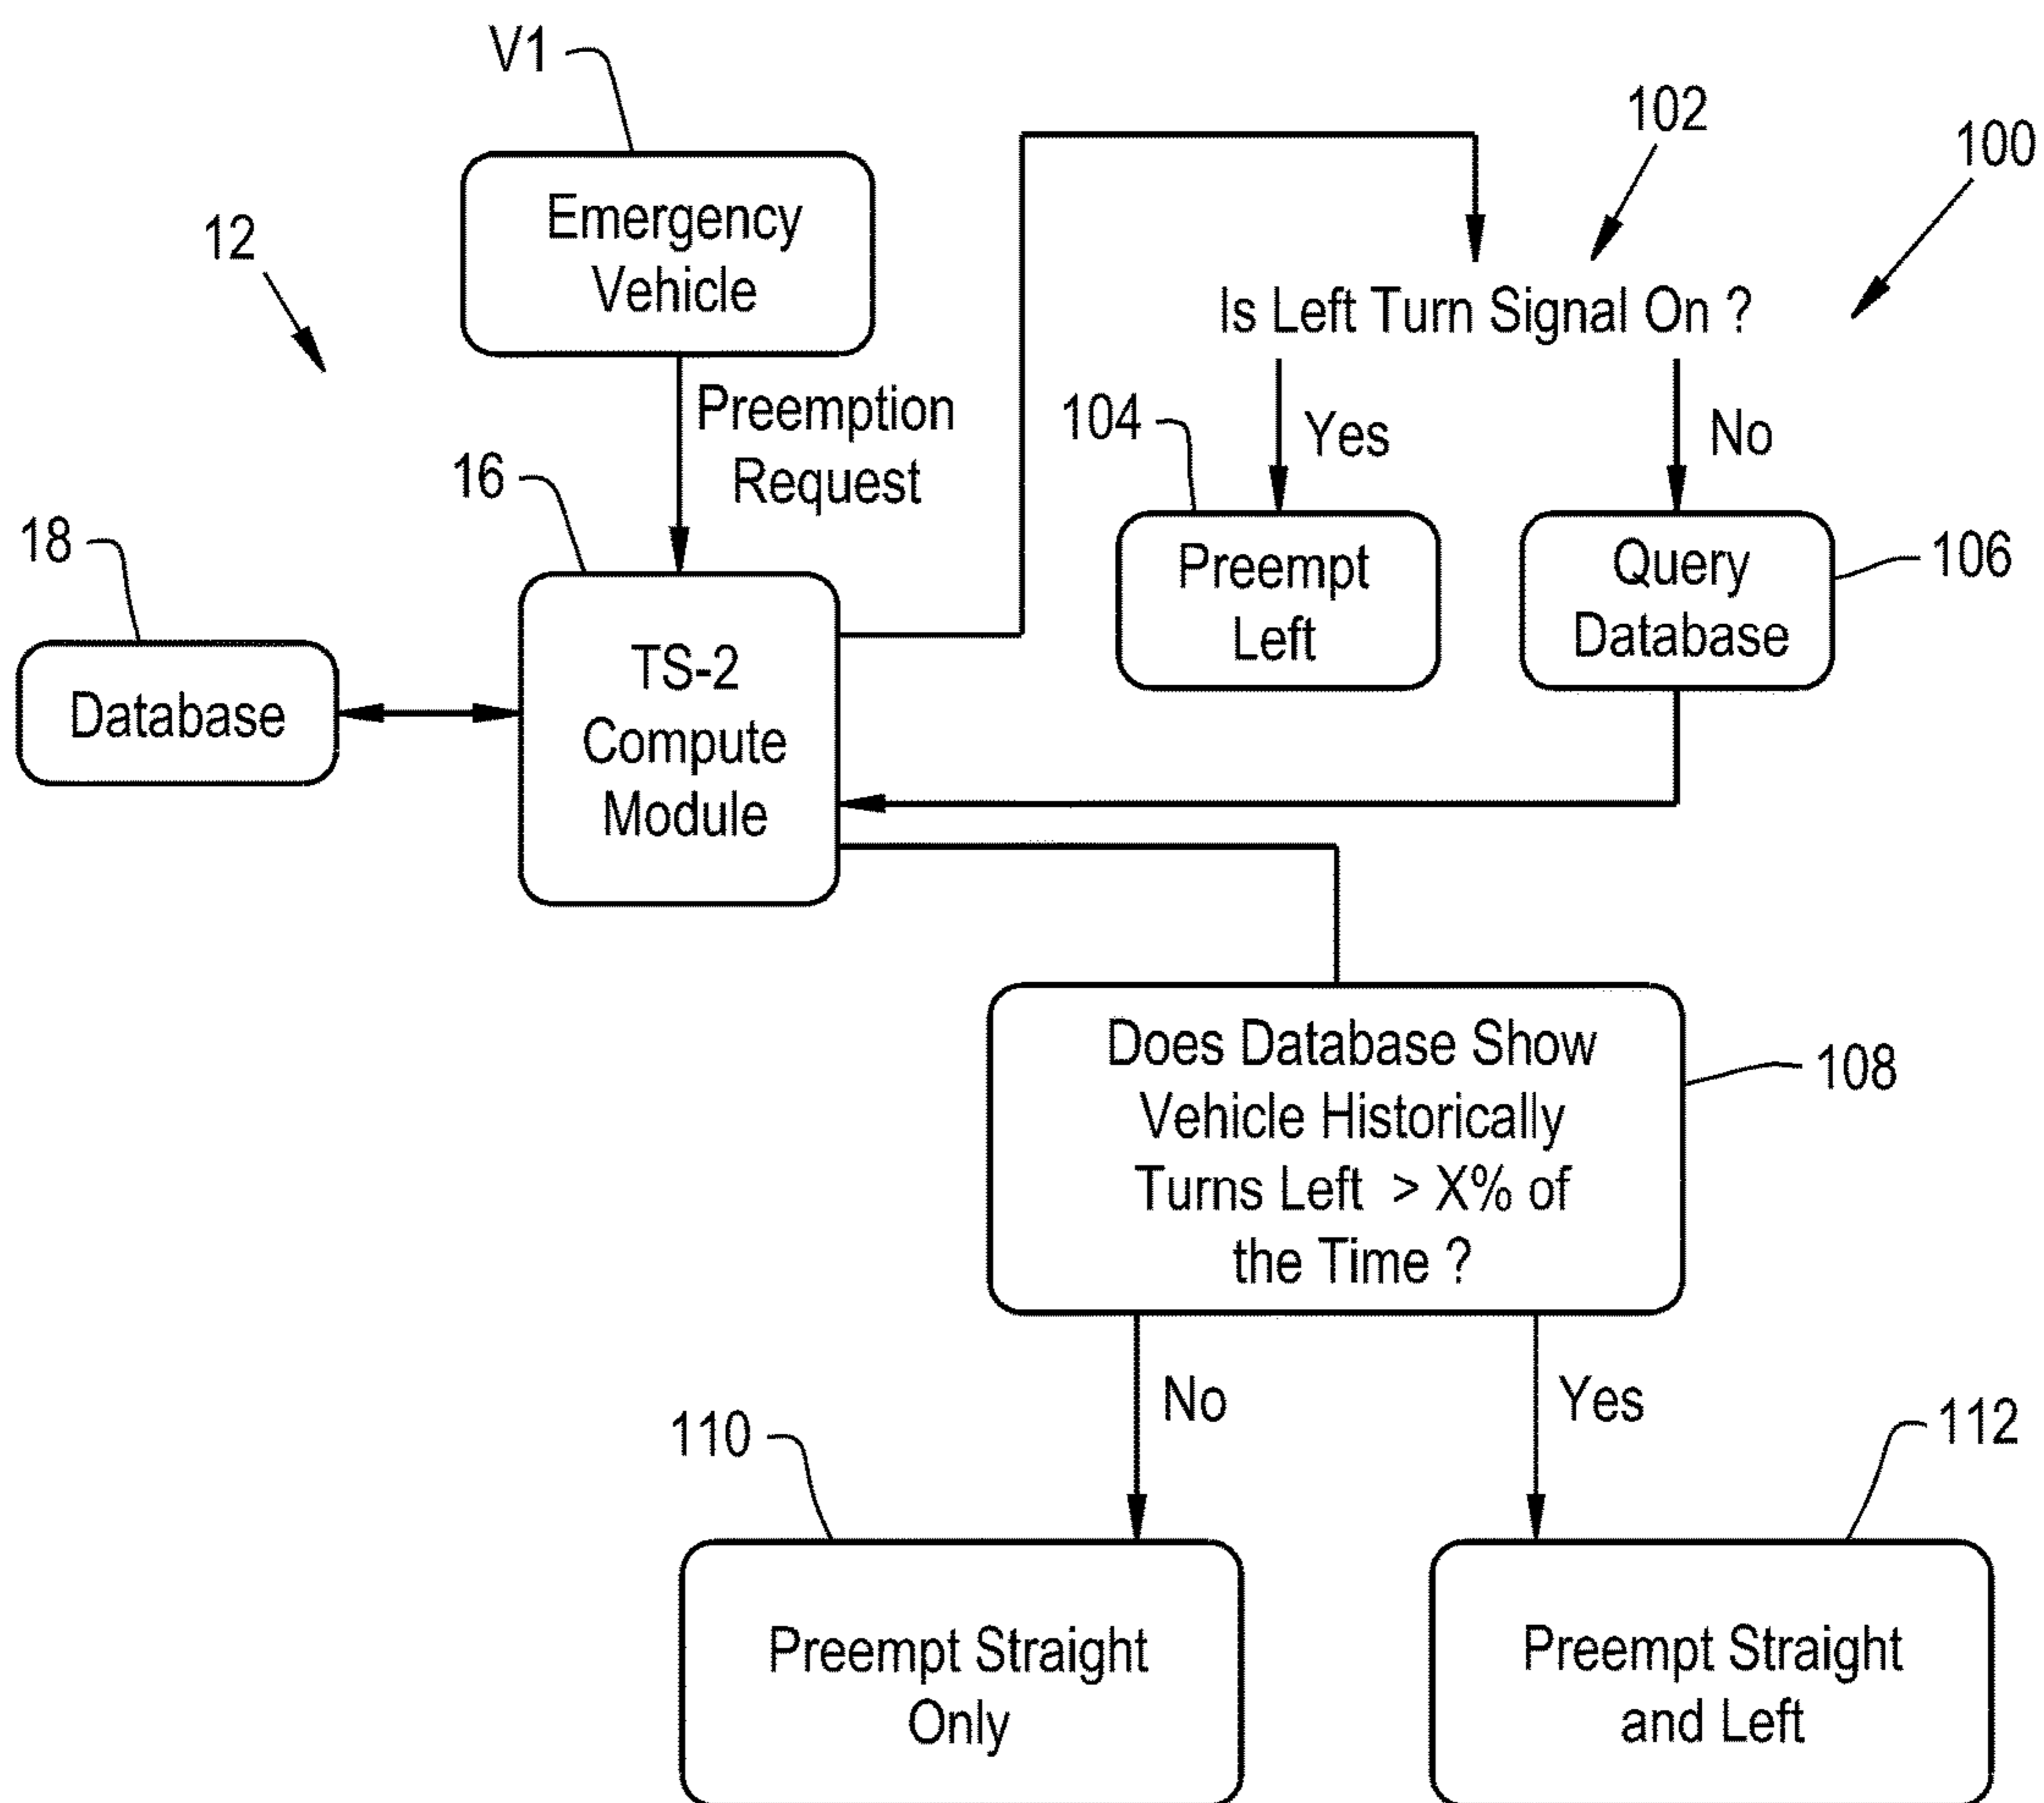 V1
102
100
12
Emergency
Vehicle
Is Left Turn Signal On ?
Preemption
Request
104
Yes
No
16
18
Preempt
Left
Query
Database
106
Database
TS-2
Compute
Module
Does Database Show
Vehicle Historically
Turns Left > X% of
the Time ?
108
No
Yes
110
112
Preempt Straight
Only
Preempt Straight
and Left